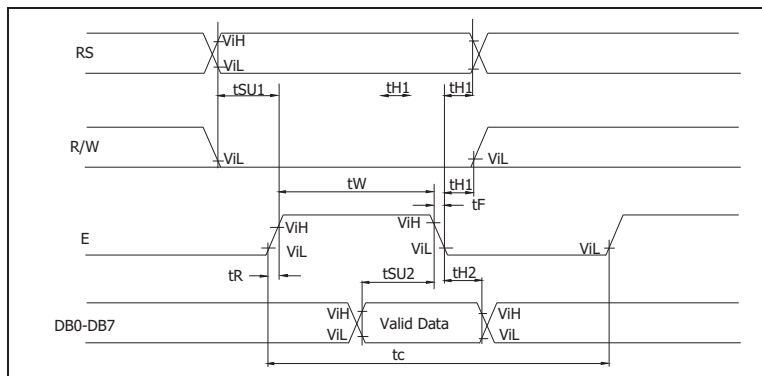 RS
ViH
ViL
tSU1
tH1
tH1
R/W
ViL
ViL
tW
tH1
tF
E
ViH
ViL
ViH
ViL
ViL
tR
tSU2
tH2
DB0-DB7
ViH
ViL
Valid Data
ViH
ViL
tc